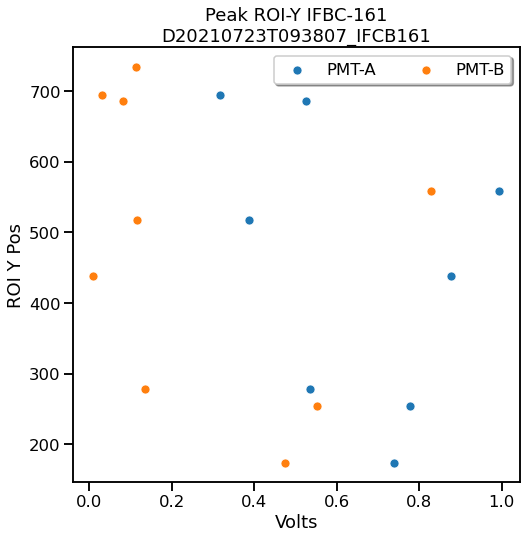 Peak ROI-Y IFBC-161
D20210723T093807_IFCB161
PMT-A PMT-B
700
600
500
400
300
200
ROI Y Pos
0.0 0.2 0.4 0.6 0.8 1.0
Volts